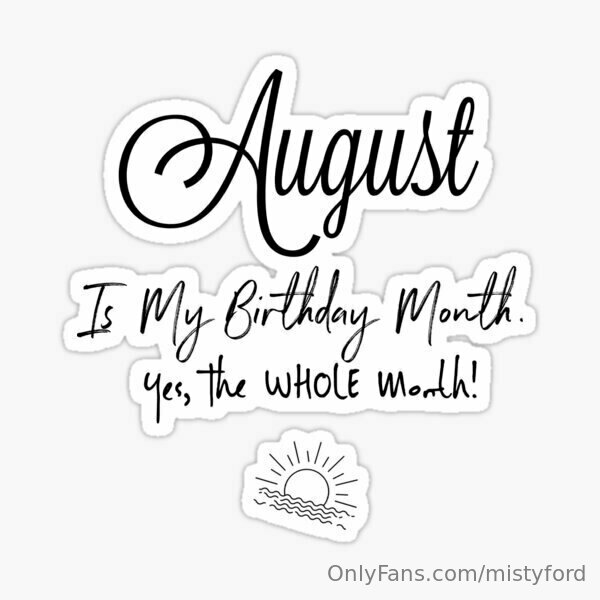 August
Is My Birthday Month.
Yes, the WHOLE Month!
OnlyFans.com/mistyford